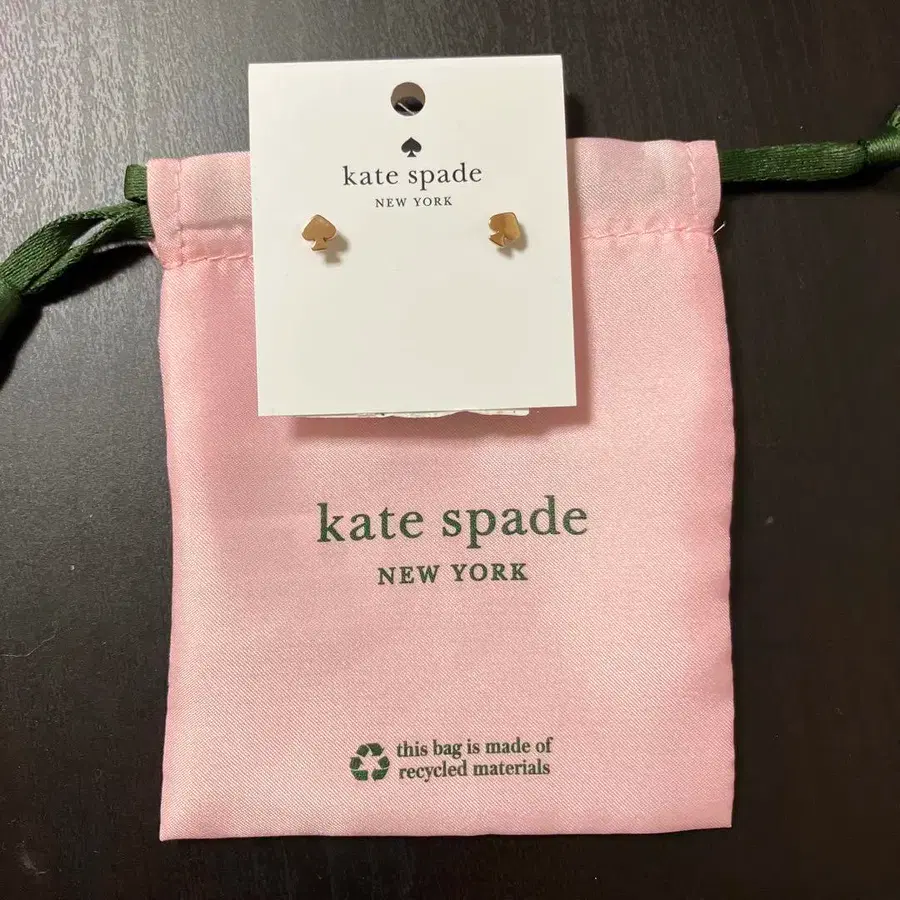 kate spade
NEW YORK
kate spade
NEW YORK
this bag is made of
recycled materials